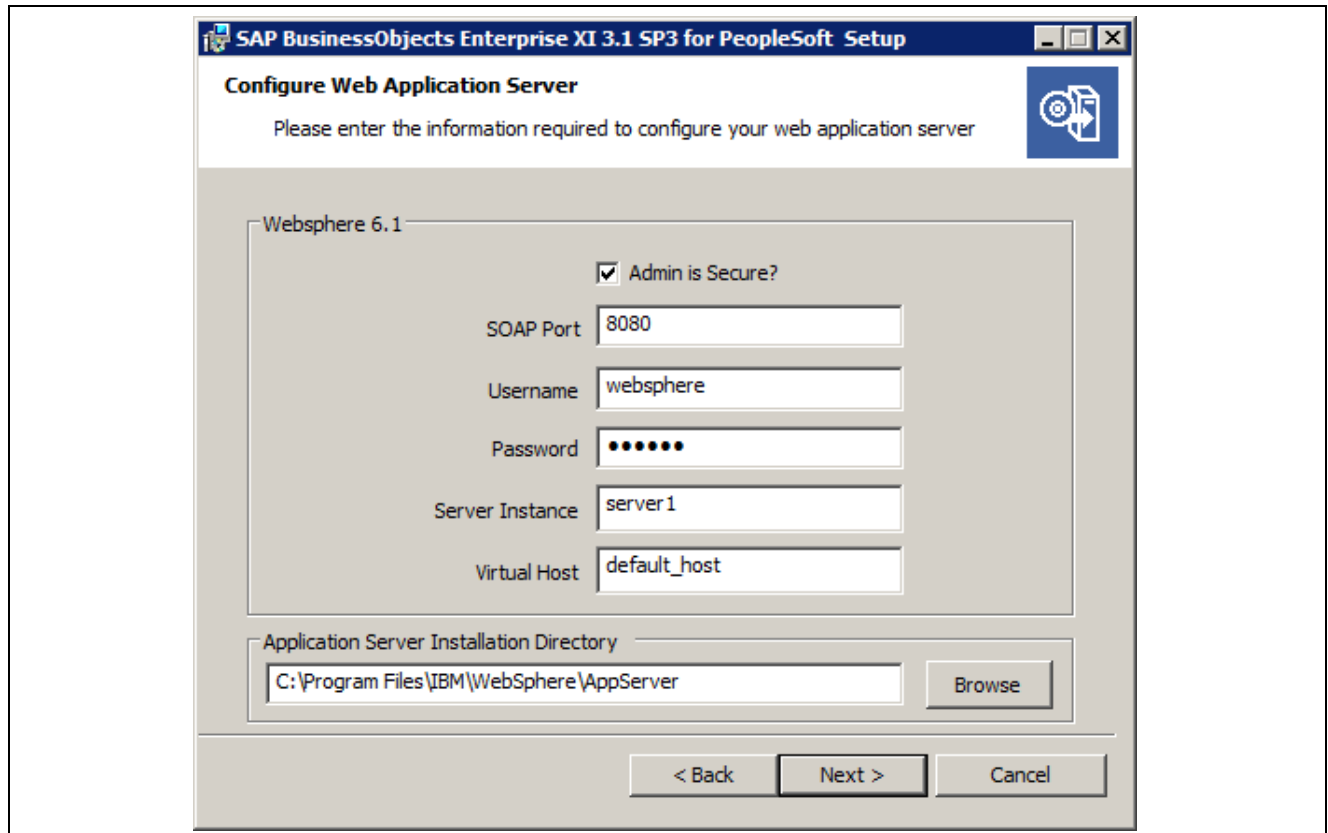 SAP BusinessObjects Enterprise XI 3.1 SP3 for PeopleSoft Setup
Configure Web Application Server
Please enter the information required to configure your web application server
Websphere 6.1
Admin is Secure?
SOAP Port 8080
Username websphere
Password ••••••
Server Instance server1
Virtual Host default_host
Application Server Installation Directory
C:\Program Files\IBM\WebSphere\AppServer Browse
< Back Next > Cancel